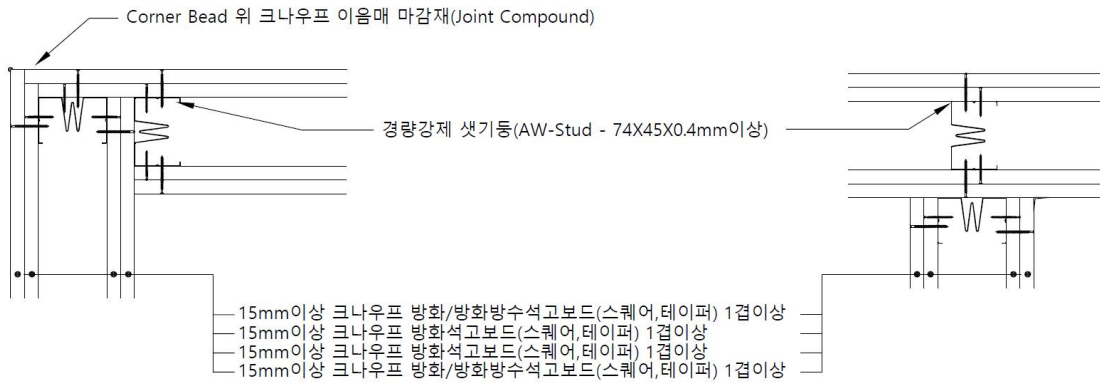 Corner Bead 위 크나우프 이음매 마감재(Joint Compound)
경량강제 샛기둥(AW-Stud - 74X45X0.4mm이상)
15mm이상 크나우프 방화/방화방수석고보드(스퀘어,테이퍼) 1겹이상
15mm이상 크나우프 방화석고보드(스퀘어,테이퍼) 1겹이상
15mm이상 크나우프 방화석고보드(스퀘어,테이퍼) 1겹이상
15mm이상 크나우프 방화/방화방수석고보드(스퀘어,테이퍼) 1겹이상